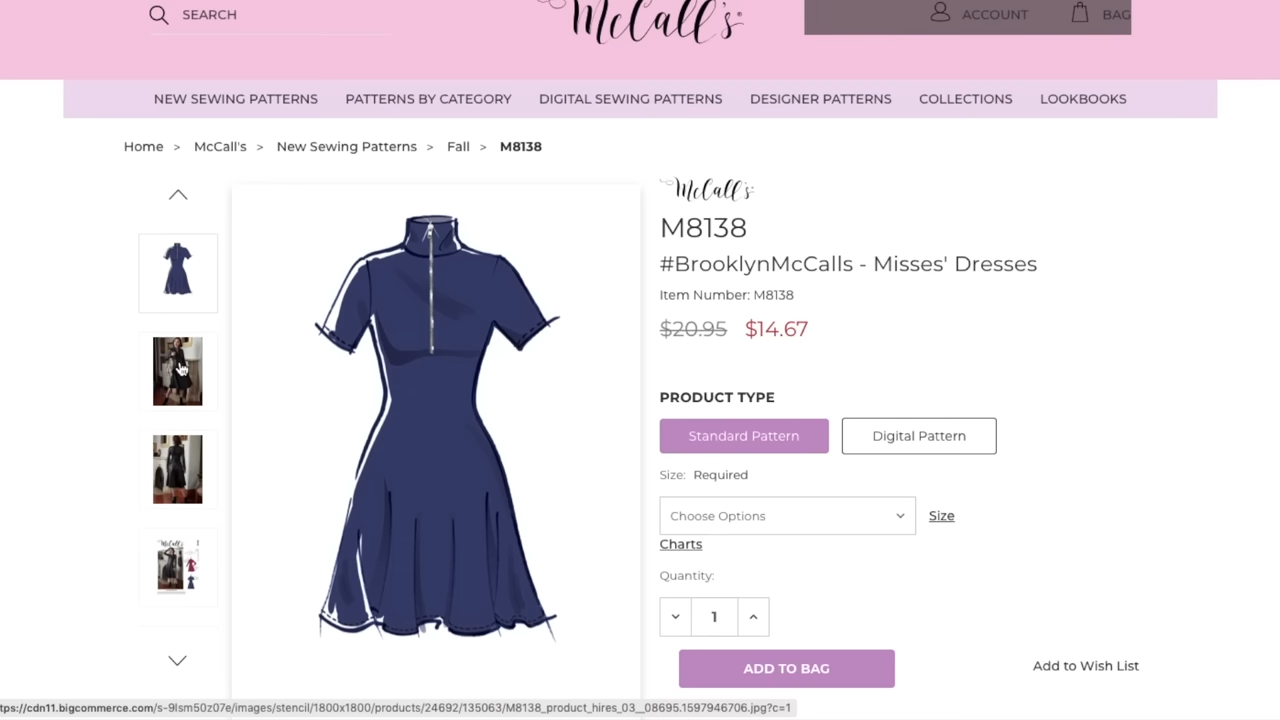 SEARCH
McCall's
ACCOUNT
BAG
NEW SEWING PATTERNS
PATTERNS BY CATEGORY
DIGITAL SEWING PATTERNS
DESIGNER PATTERNS
COLLECTIONS
LOOKBOOKS
Home > McCall's > New Sewing Patterns > Fall > M8138
McCall's
M8138
#BrooklynMcCalls - Misses' Dresses
Item Number: M8138
$20.95 $14.67
PRODUCT TYPE
Standard Pattern
Digital Pattern
Size: Required
Choose Options
Size
Charts
Quantity:
1
ADD TO BAG
Add to Wish List
McCall's
tps://cdn11.bigcommerce.com/s-9lsm50z07e/images/stencil/1800x1800/products/24692/135063/M8138_product_hires_03__08695.1597946706.jpg?c=1